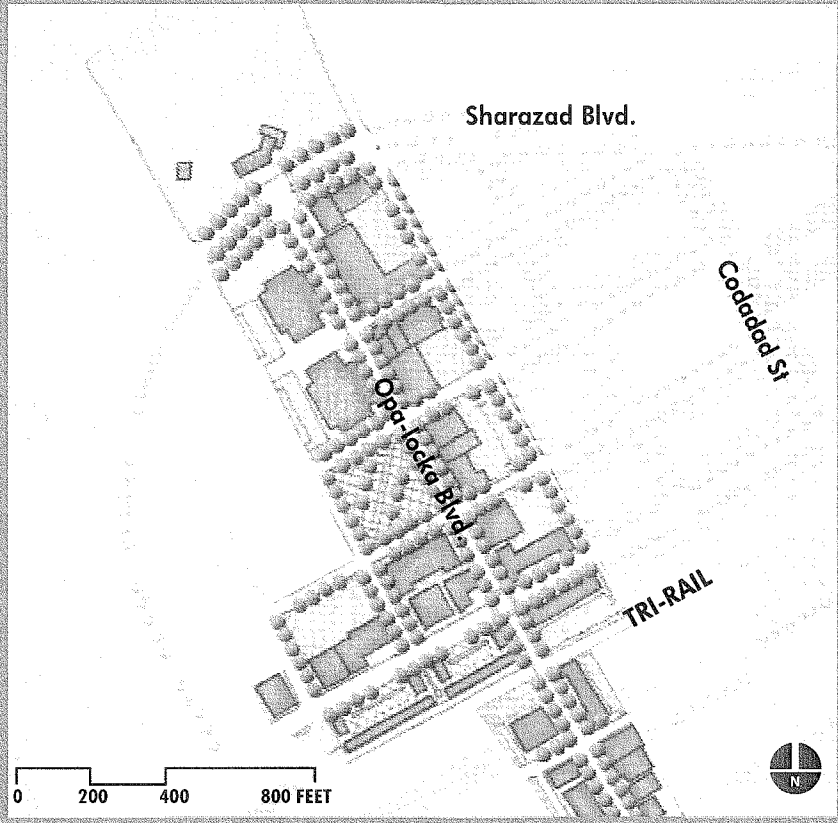 Sharazad Blvd.
Codadad St
Opa-locka Blvd.
TRI-RAIL
0 200 400 800 FEET
N